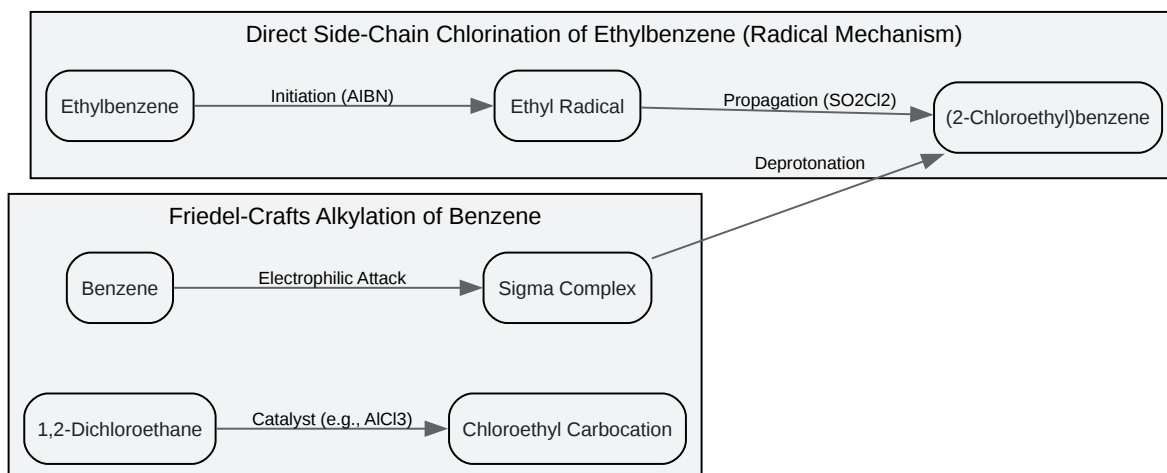 Direct Side-Chain Chlorination of Ethylbenzene (Radical Mechanism)
Ethylbenzene
Initiation (AIBN)
Ethyl Radical
Propagation (SO2Cl2)
(2-Chloroethyl)benzene
Deprotonation
Friedel-Crafts Alkylation of Benzene
Benzene
Electrophilic Attack
Sigma Complex
1,2-Dichloroethane
Catalyst (e.g., AlCl3)
Chloroethyl Carbocation